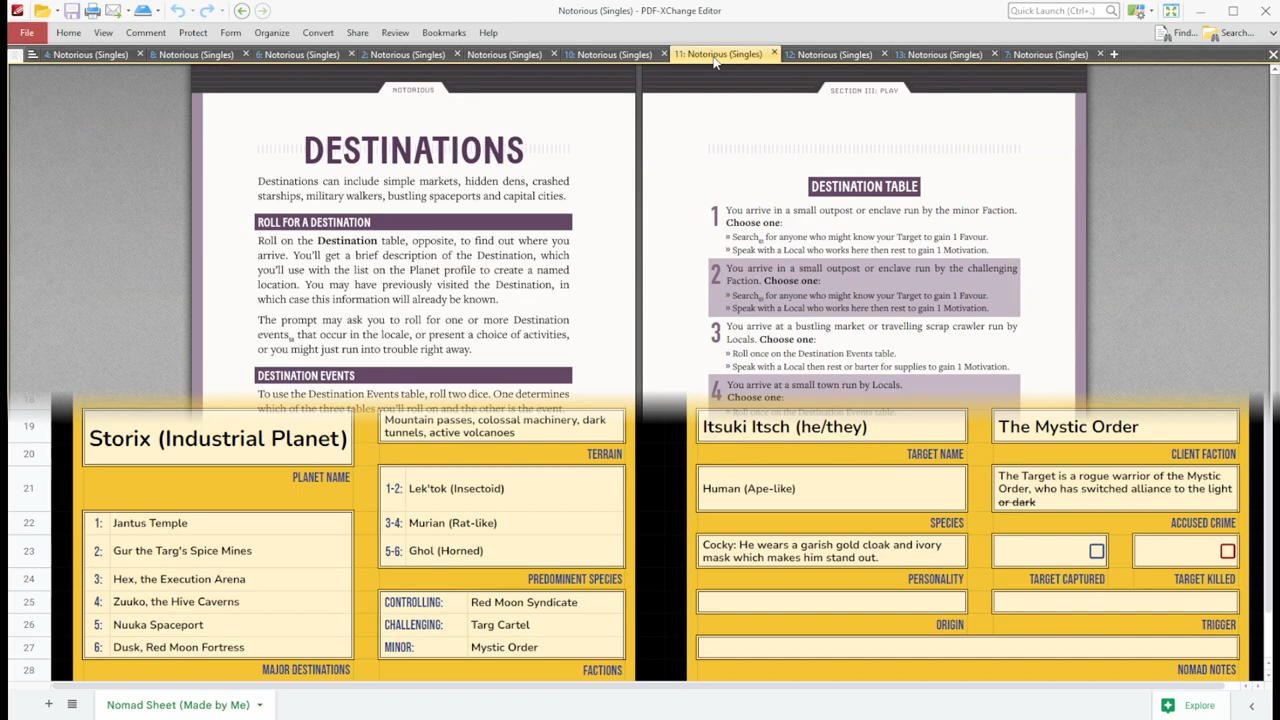 Notorious (Singles) - PDF-XChange Editor
Quick Launch (Ctrl+.)
File
Home
View
Comment
Protect
Form
Organize
Convert
Share
Review
Bookmarks
Help
Find...
Search...
4: Notorious (Singles)
8: Notorious (Singles)
6: Notorious (Singles)
2: Notorious (Singles)
Notorious (Singles)
10: Notorious (Singles)
11: Notorious (Singles)
12: Notorious (Singles)
13: Notorious (Singles)
7: Notorious (Singles)
NOTORIOUS
DESTINATIONS
Destinations can include simple markets, hidden dens, crashed
starships, military walkers, bustling spaceports and capital cities.
ROLL FOR A DESTINATION
Roll on the Destination table, opposite, to find out where you
arrive. You'll get a brief description of the Destination, which
you'll use with the list on the Planet profile to create a named
location. You may have previously visited the Destination, in
which case this information will already be known.
The prompt may ask you to roll for one or more Destination
events, that occur in the locale, or present a choice of activities,
or you might just run into trouble right away.
DESTINATION EVENTS
To use the Destination Events table, roll two dice. One determines
which of the three tables you'll roll on and the other is the event.
SECTION III: PLAY
DESTINATION TABLE
1 You arrive in a small outpost or enclave run by the minor Faction.
Choose one:
» Search for anyone who might know your Target to gain 1 Favour.
» Speak with a Local who works here then rest to gain 1 Motivation.
2 You arrive in a small outpost or enclave run by the challenging
Faction. Choose one:
» Search for anyone who might know your Target to gain 1 Favour.
» Speak with a Local who works here then rest to gain 1 Motivation.
3 You arrive at a bustling market or travelling scrap crawler run by
Locals. Choose one:
» Roll once on the Destination Events table.
» Speak with a Local then rest or barter for supplies to gain 1 Motivation.
4 You arrive at a small town run by Locals.
Choose one:
» Roll once on the Destination Events table.
19
20
21
22
23
24
25
26
27
28
Storix (Industrial Planet)
PLANET NAME
1: Jantus Temple
2: Gur the Targ's Spice Mines
3: Hex, the Execution Arena
4: Zuuko, the Hive Caverns
5: Nuuka Spaceport
6: Dusk, Red Moon Fortress
MAJOR DESTINATIONS
Mountain passes, colossal machinery, dark
tunnels, active volcanoes
TERRAIN
1-2: Lek'tok (Insectoid)
3-4: Murian (Rat-like)
5-6: Ghol (Horned)
PREDOMINENT SPECIES
CONTROLLING: Red Moon Syndicate
CHALLENGING: Targ Cartel
MINOR: Mystic Order
FACTIONS
Itsuki Itsch (he/they)
TARGET NAME
Human (Ape-like)
SPECIES
Cocky: He wears a garish gold cloak and ivory
mask which makes him stand out.
PERSONALITY
ORIGIN
The Mystic Order
CLIENT FACTION
The Target is a rogue warrior of the Mystic
Order, who has switched alliance to the light
or dark
ACCUSED CRIME
TARGET CAPTURED
TARGET KILLED
TRIGGER
NOMAD NOTES
Nomad Sheet (Made by Me)
Explore